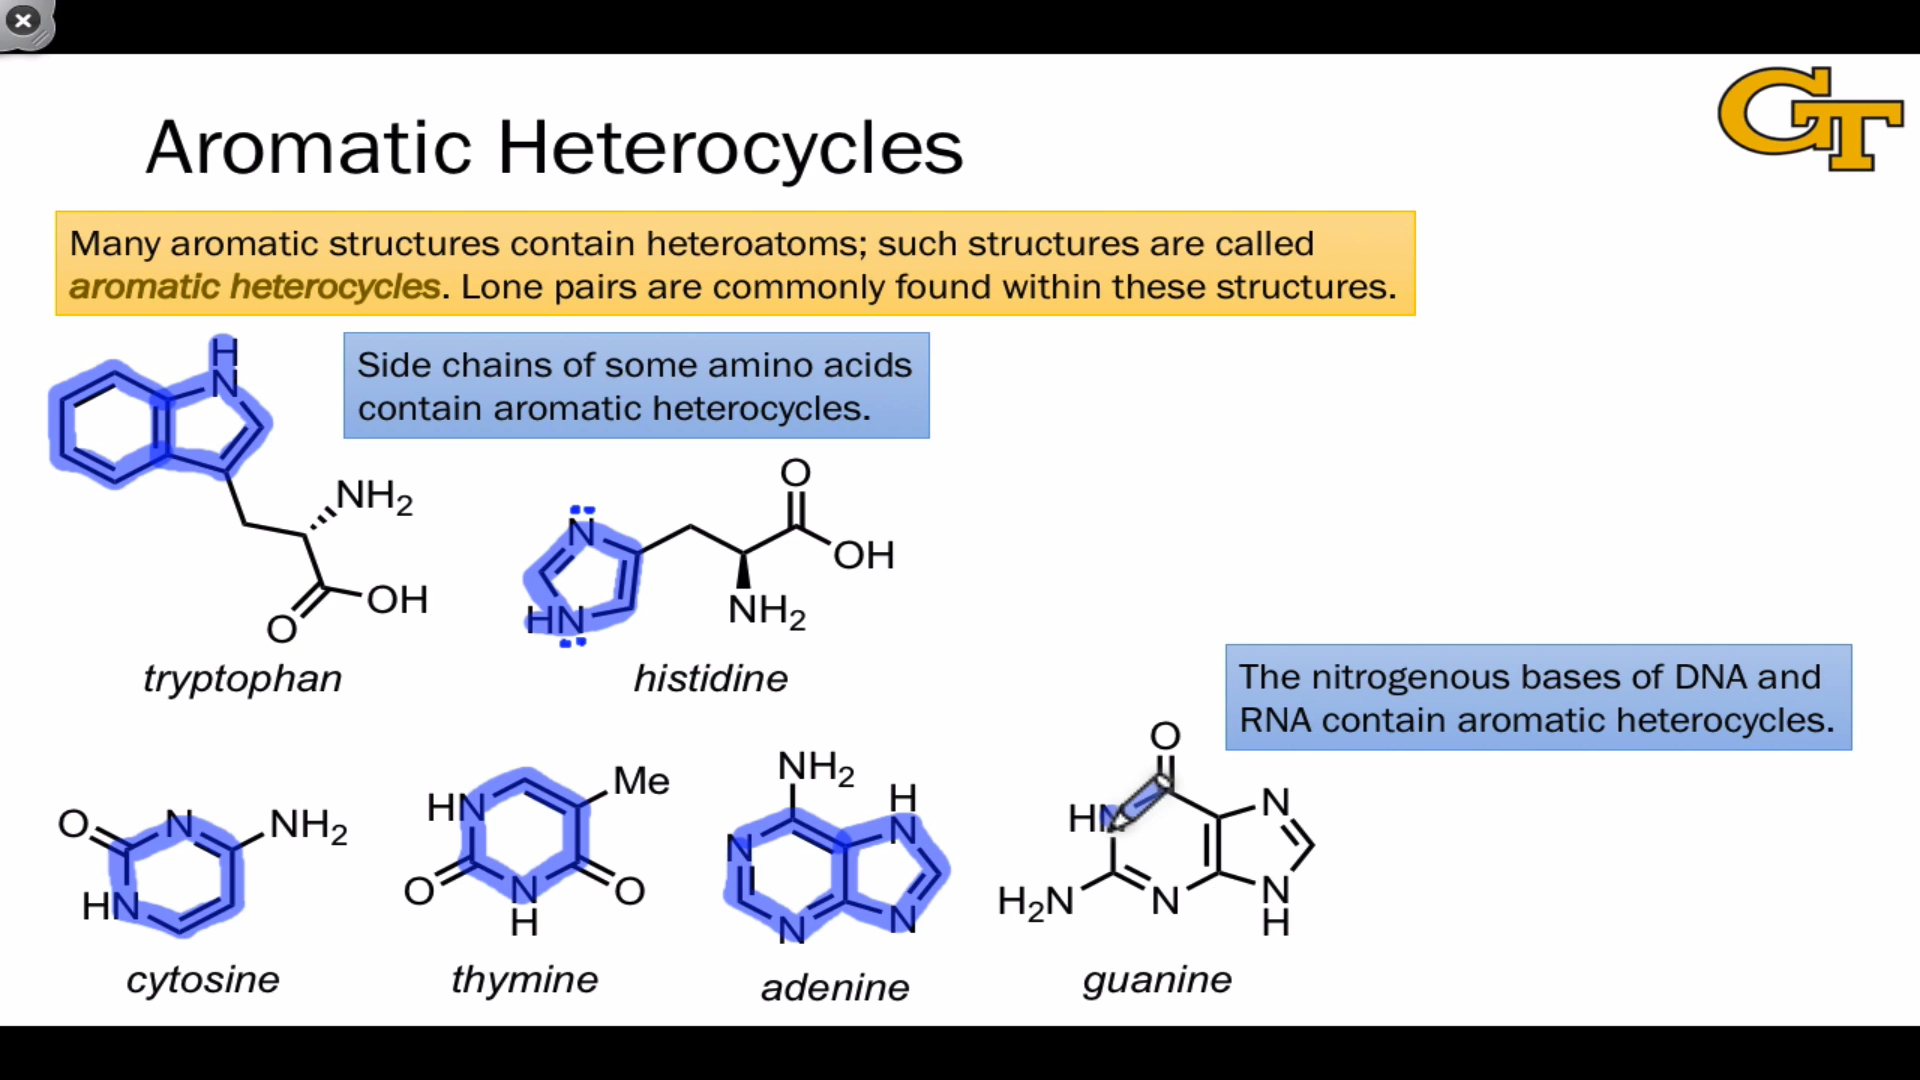 GT
Aromatic Heterocycles
Many aromatic structures contain heteroatoms; such structures are called
aromatic heterocycles. Lone pairs are commonly found within these structures.
Side chains of some amino acids
contain aromatic heterocycles.
H
N
NH₂
OH
O
tryptophan
N
HN
O
OH
NH₂
histidine
The nitrogenous bases of DNA and
RNA contain aromatic heterocycles.
O
N
NH₂
HN
cytosine
HN
Me
O
N
H
O
thymine
NH₂
H
N
N
N
N
adenine
O
HN
N
H₂N
N
N
H
guanine